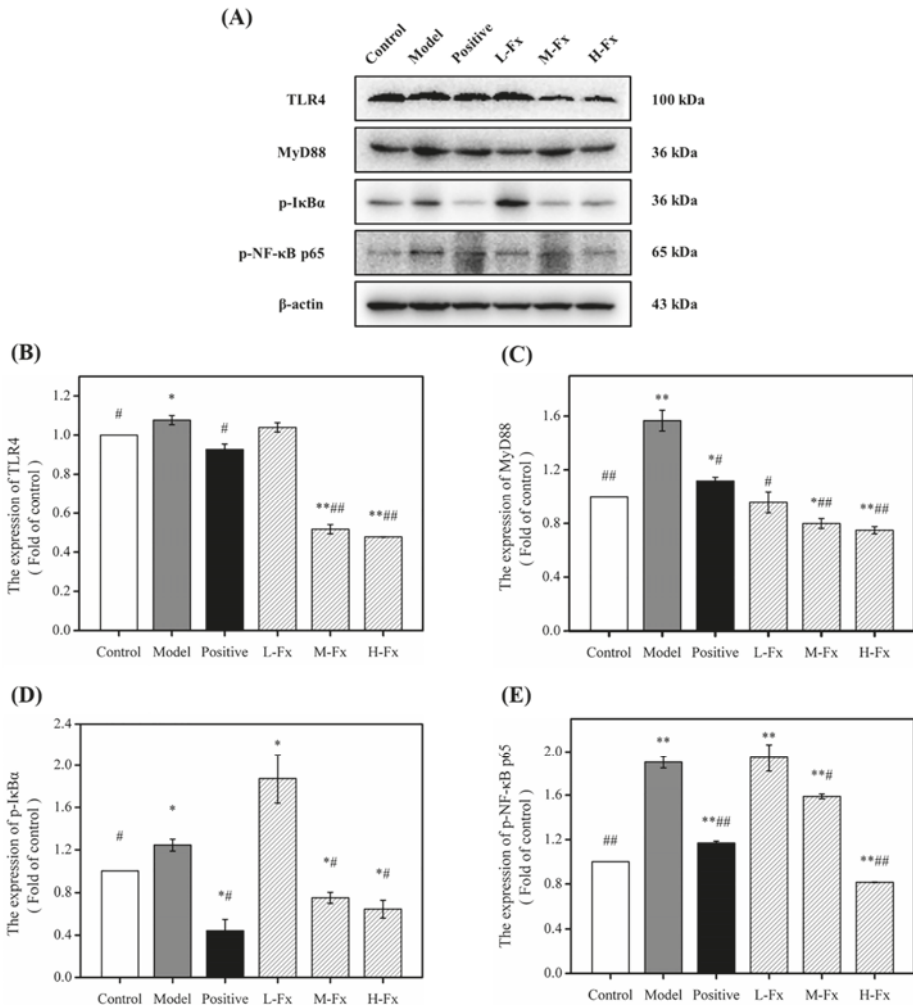 (A)
Control Model Positive L-Fx M-Fx H-Fx
TLR4 100 kDa
MyD88 36 kDa
p-IκBα 36 kDa
p-NF-κB p65 65 kDa
β-actin 43 kDa
(B)
The expression of TLR4
( Fold of control )
1.2
1.0
0.8
0.6
0.4
0.2
0.0
# * # **## **##
Control Model Positive L-Fx M-Fx H-Fx
(C)
The expression of MyD88
( Fold of control )
1.6
1.2
0.8
0.4
0.0
## ** *# # *## **##
Control Model Positive L-Fx M-Fx H-Fx
(D)
The expression of p-IκBα
( Fold of control )
2.4
2.0
1.6
1.2
0.8
0.4
0.0
# * *# * *# *#
Control Model Positive L-Fx M-Fx H-Fx
(E)
The expression of p-NF-κB p65
( Fold of control )
2.0
1.6
1.2
0.8
0.4
0.0
## ** **## ** **# **##
Control Model Positive L-Fx M-Fx H-Fx